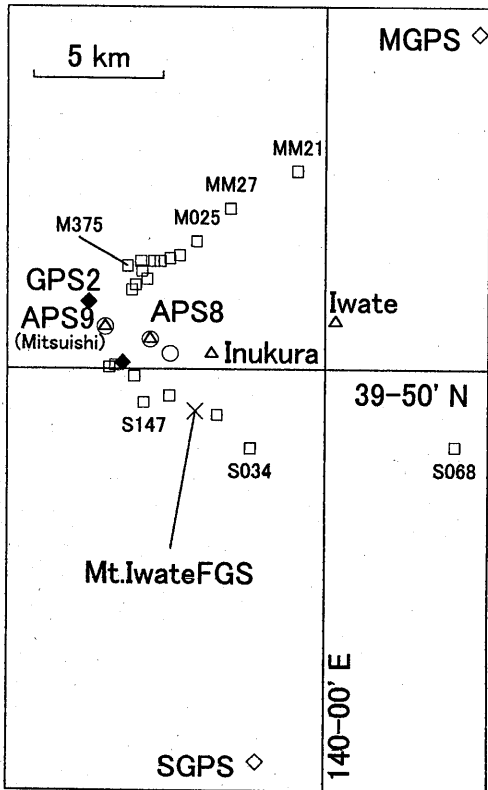 MGPS
5 km
MM21
MM27
M025
M375
GPS2
APS9
(Mitsuishi)
APS8
Iwate
Inukura
39-50' N
S147
S034
S068
Mt.IwateFGS
140-00' E
SGPS